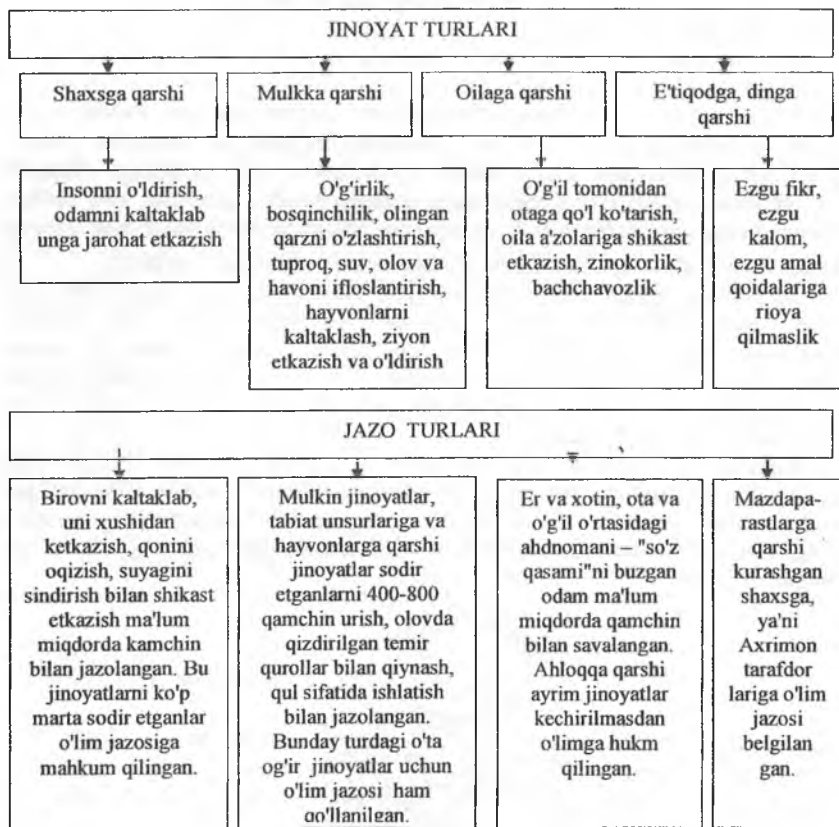 JINOYAT TURLARI
Shaxsga qarshi
Mulkka qarshi
Oilaga qarshi
E'tiqodga, dinga
qarshi
Insonni o'ldirish,
odamni kaltaklab
unga jarohat etkazish
O'g'irlik,
bosqinchilik, olingan
qarzni o'zlashtirish,
tuproq, suv, olov va
havoni ifloslantirish,
hayvonlarni
kaltaklash, ziyon
etkazish va o'ldirish
O'g'il tomonidan
otaga qo'l ko'tarish,
oila a'zolariga shikast
etkazish, zinokorlik,
bachchavozlik
Ezgu fikr,
ezgu
kalom,
ezgu amal
qoidalariga
rioya
qilmaslik
JAZO TURLARI
Birovni kaltaklab,
uni xushidan
ketkazish, qonini
oqizish, suyagini
sindirish bilan shikast
etkazish ma'lum
miqdorda kamchin
bilan jazolangan. Bu
jinoyatlarni ko'p
marta sodir etganlar
o'lim jazosiga
mahkum qilingan.
Mulkin jinoyatlar,
tabiat unsurlariga va
hayvonlarga qarshi
jinoyatlar sodir
etganlarni 400-800
qamchin urish, olovda
qizdirilgan temir
qurollar bilan qiynash,
qul sifatida ishlatish
bilan jazolangan.
Bunday turdagi o'ta
og'ir jinoyatlar uchun
o'lim jazosi ham
qo'llanilgan.
Er va xotin, ota va
o'g'il o'rtasidagi
ahdnomani – "so'z
qasami"ni buzgan
odam ma'lum
miqdorda qamchin
bilan savalangan.
Ahloqqa qarshi
ayrim jinoyatlar
kechirilmasdan
o'limga hukm
qilingan.
Mazdapa-
rastlarga
qarshi
kurashgan
shaxsga,
ya'ni
Axrimon
tarafdor
lariga o'lim
jazosi
belgilan
gan.